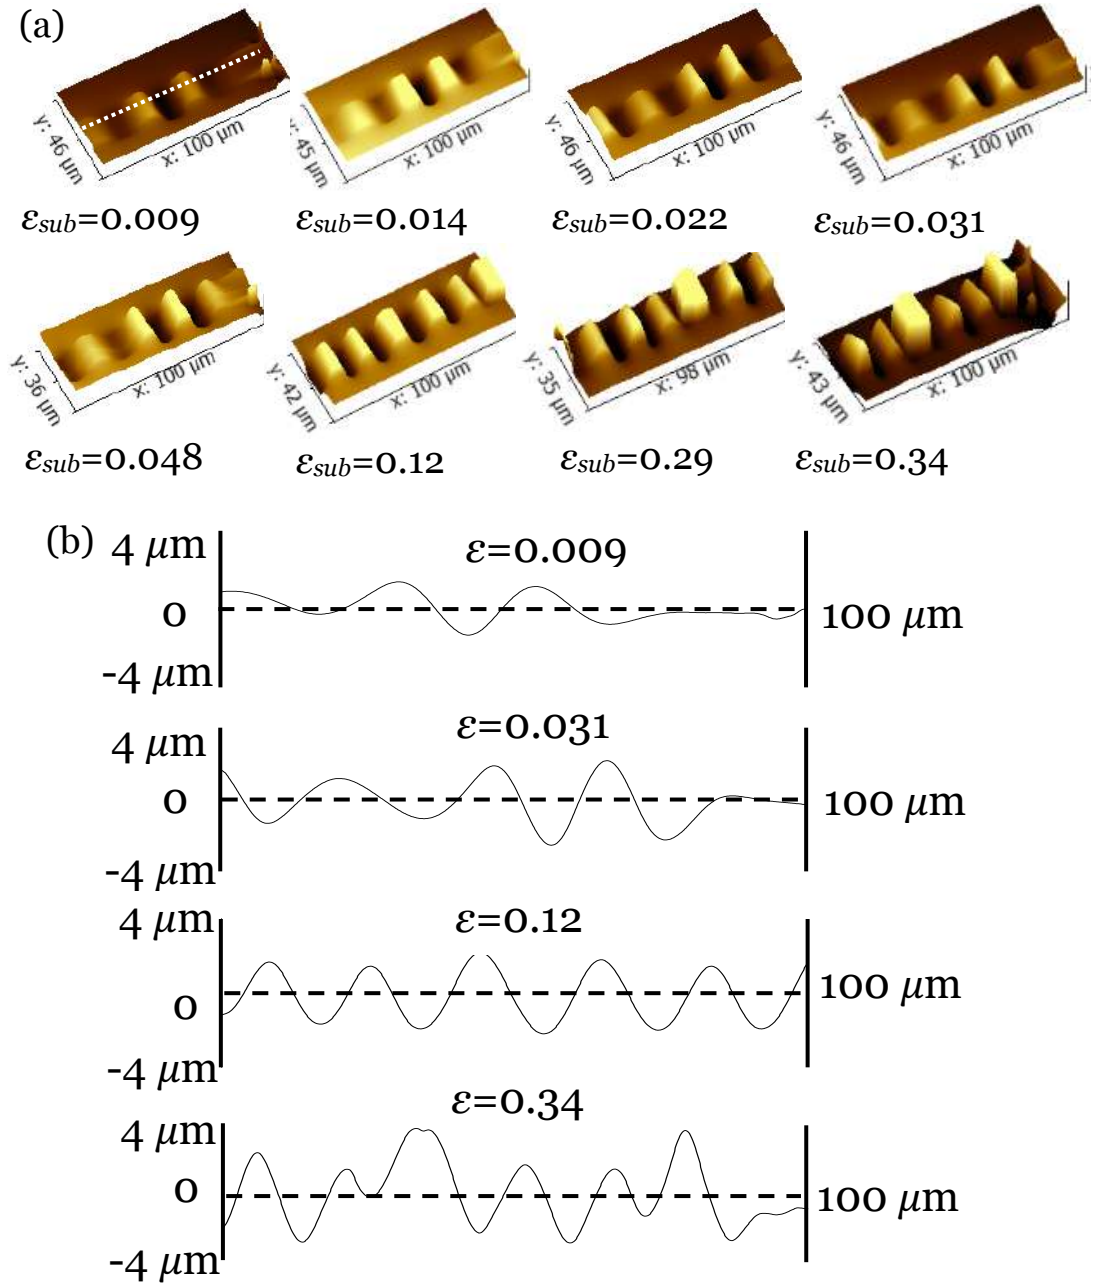 (a)
y: 46 μm
x: 100 μm
y: 45 μm
x: 100 μm
y: 46 μm
x: 100 μm
y: 46 μm
x: 100 μm
εsub=0.009
εsub=0.014
εsub=0.022
εsub=0.031
y: 36 μm
x: 100 μm
y: 42 μm
x: 100 μm
y: 35 μm
x: 98 μm
y: 43 μm
x: 100 μm
εsub=0.048
εsub=0.12
εsub=0.29
εsub=0.34
(b)
4 μm
ε=0.009
0
100 μm
-4 μm
4 μm
ε=0.031
0
100 μm
-4 μm
4 μm
ε=0.12
0
100 μm
-4 μm
4 μm
ε=0.34
0
100 μm
-4 μm